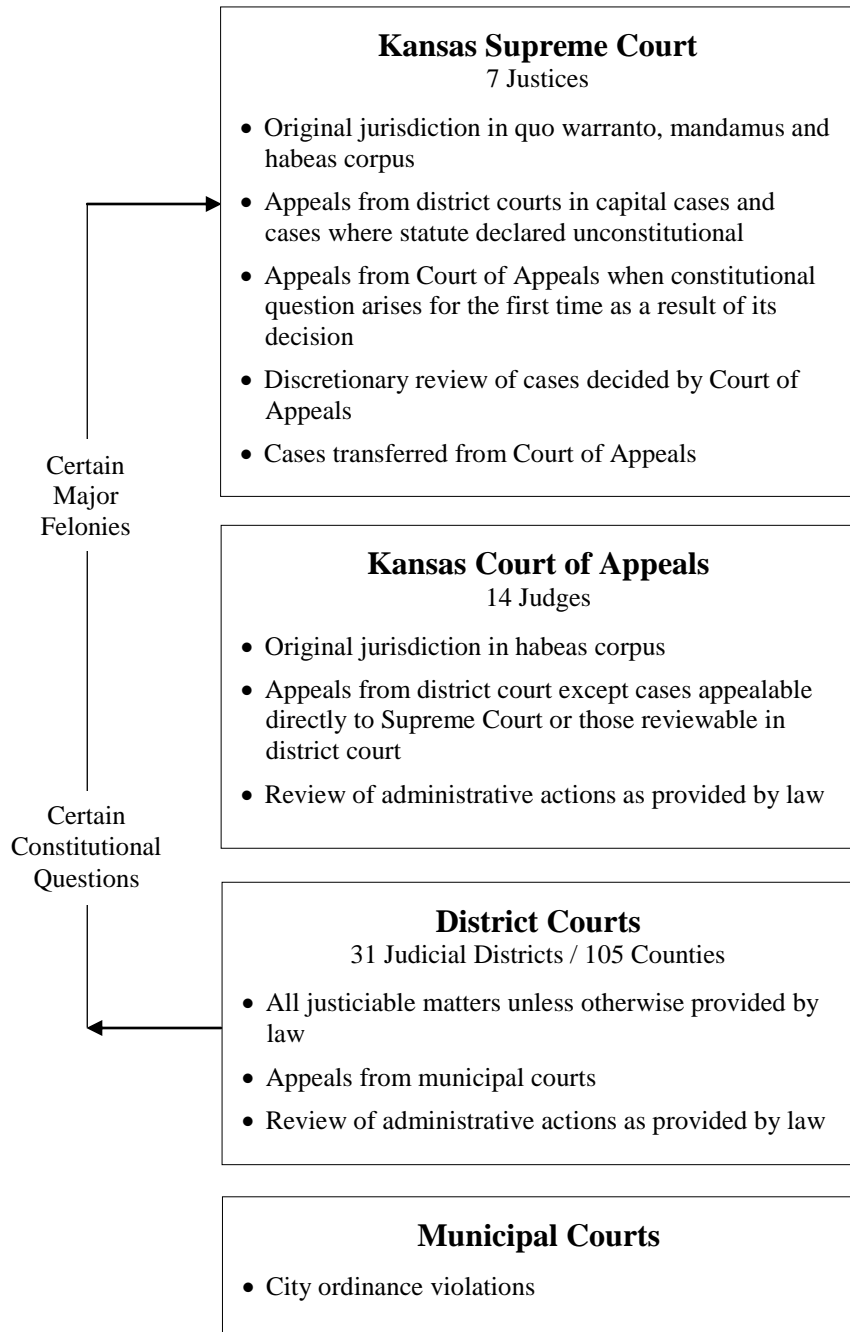 Kansas Supreme Court
7 Justices
• Original jurisdiction in quo warranto, mandamus and
habeas corpus
• Appeals from district courts in capital cases and
cases where statute declared unconstitutional
• Appeals from Court of Appeals when constitutional
question arises for the first time as a result of its
decision
• Discretionary review of cases decided by Court of
Appeals
• Cases transferred from Court of Appeals
Certain
Major
Felonies
Kansas Court of Appeals
14 Judges
• Original jurisdiction in habeas corpus
• Appeals from district court except cases appealable
directly to Supreme Court or those reviewable in
district court
• Review of administrative actions as provided by law
Certain
Constitutional
Questions
District Courts
31 Judicial Districts / 105 Counties
• All justiciable matters unless otherwise provided by
law
• Appeals from municipal courts
• Review of administrative actions as provided by law
Municipal Courts
• City ordinance violations